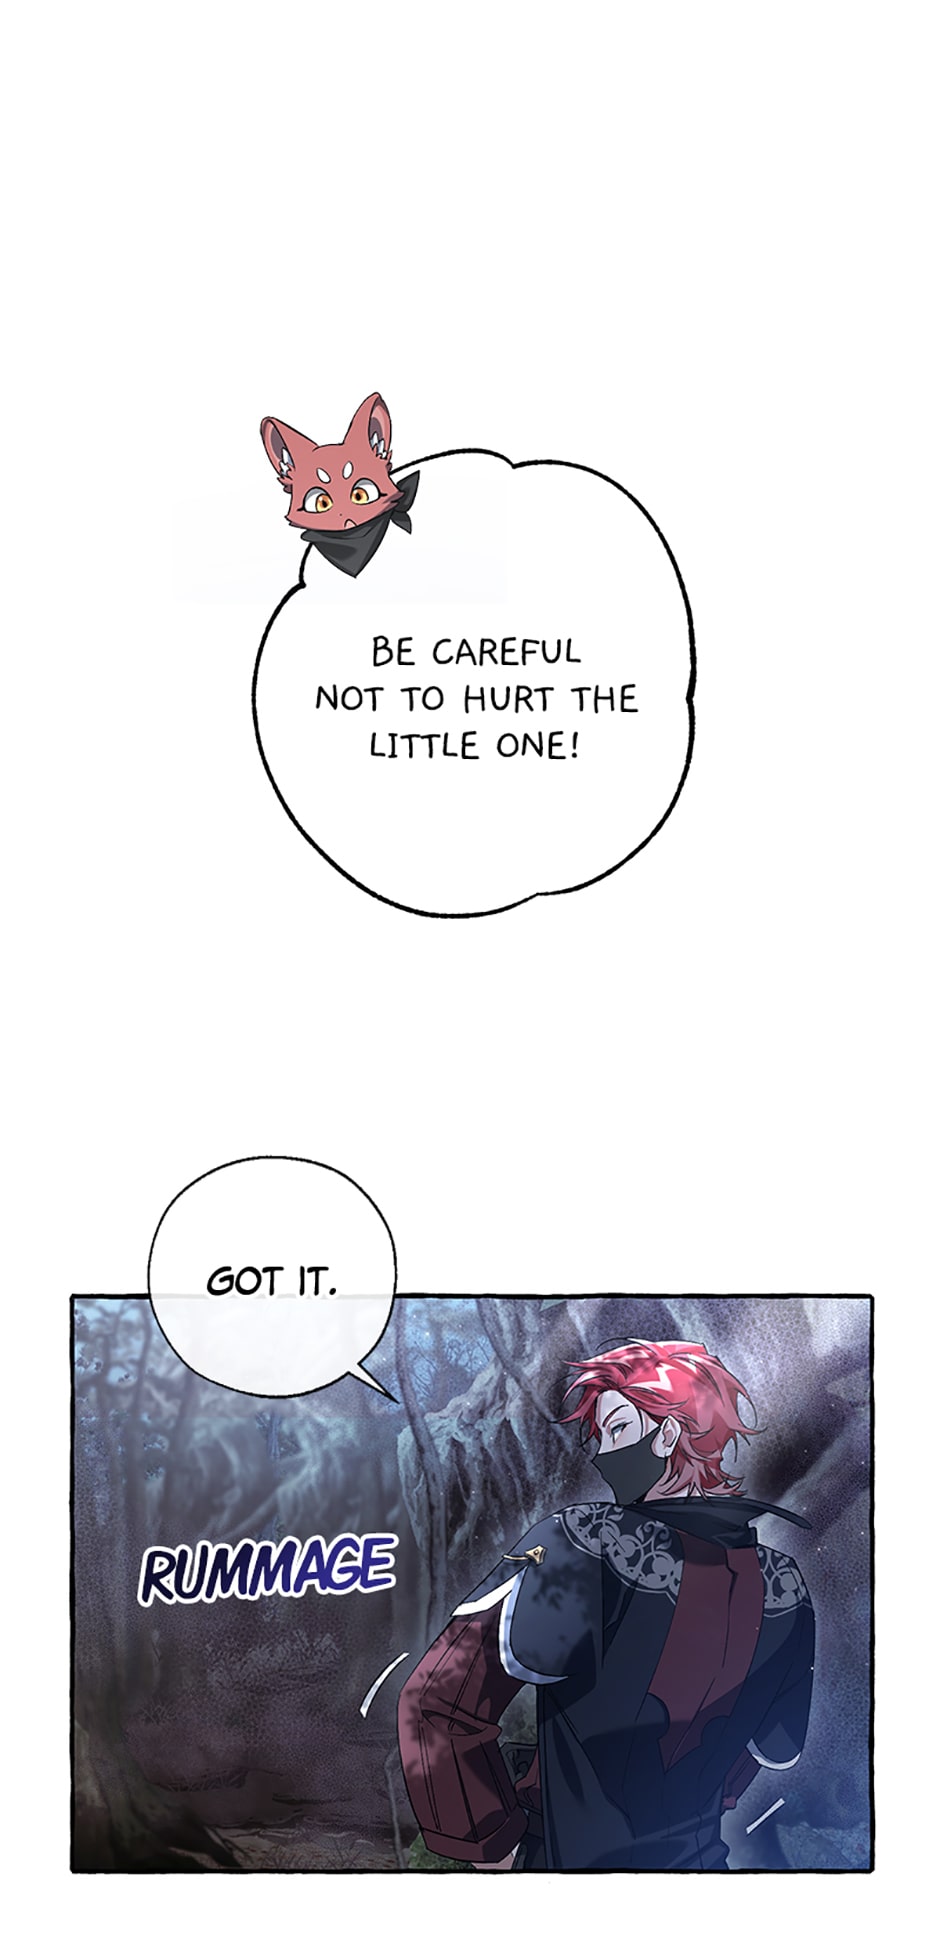 BE CAREFUL
NOT TO HURT THE
LITTLE ONE!
GOT IT.
RUMMAGE